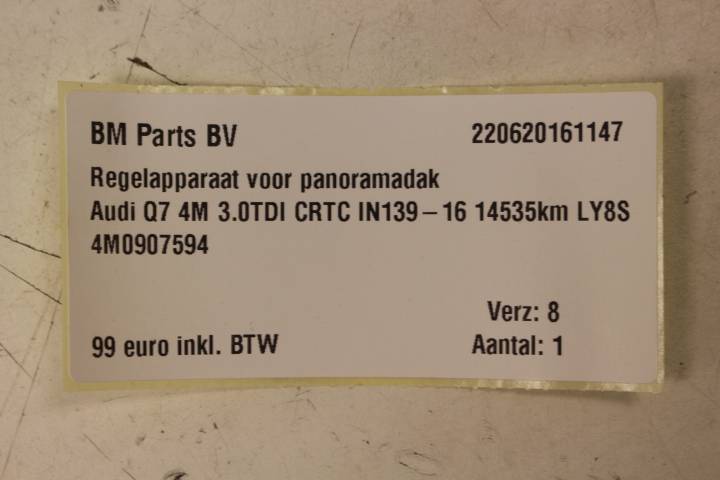 BM Parts BV 220620161147
Regelapparaat voor panoramadak
Audi Q7 4M 3.0TDI CRTC IN139-16 14535km LY8S
4M0907594
Verz: 8
99 euro inkl. BTW Aantal: 1